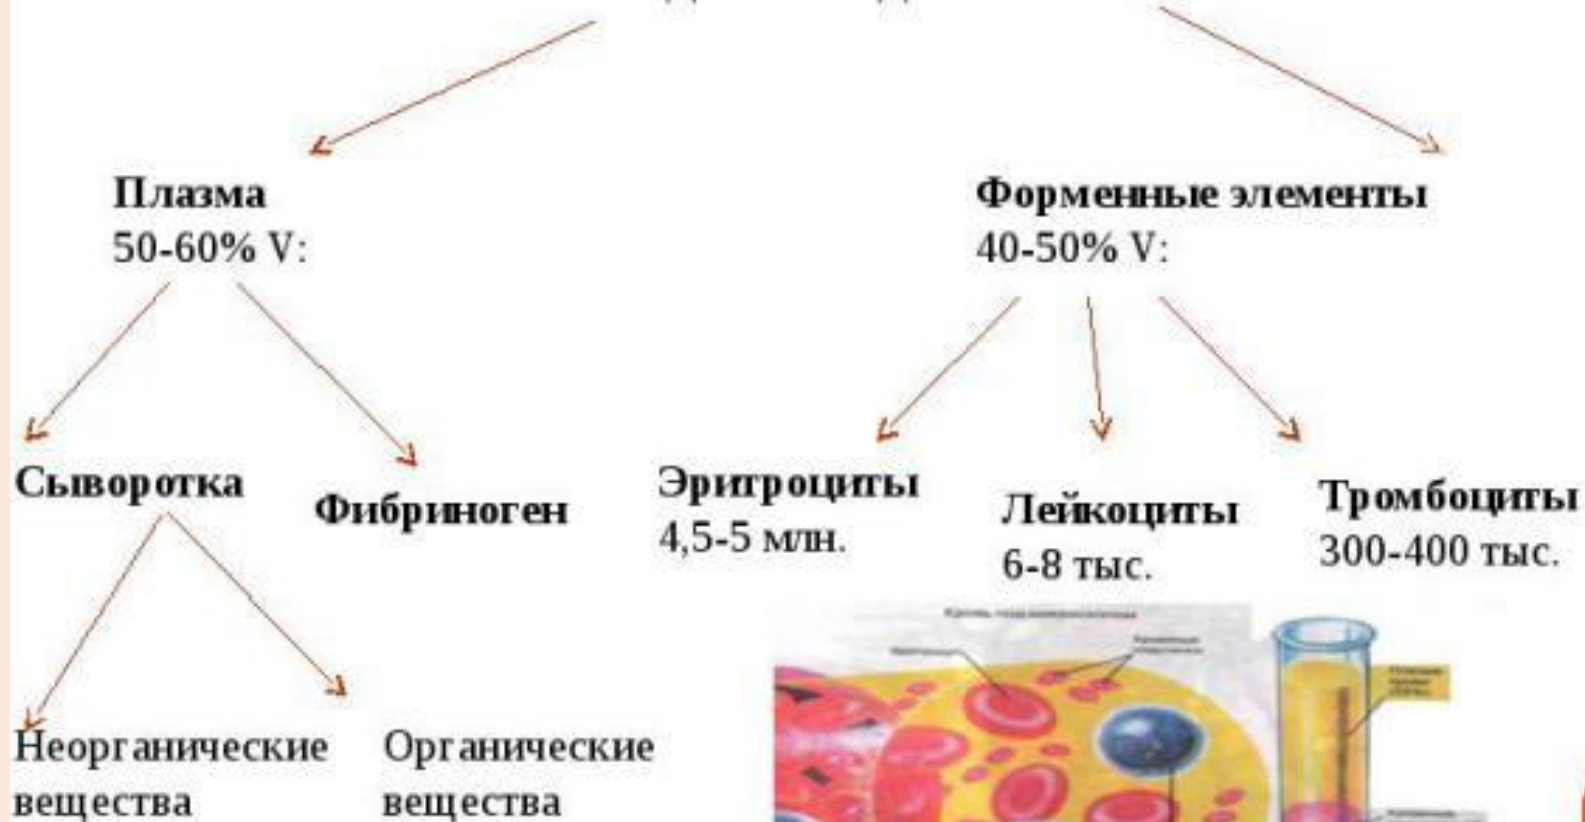 Плазма
50-60% V:
Форменные элементы
40-50% V:
Сыворотка
Фибриноген
Эритроциты
4,5-5 млн.
Лейкоциты
6-8 тыс.
Тромбоциты
300-400 тыс.
Неорганические
вещества
Органические
вещества